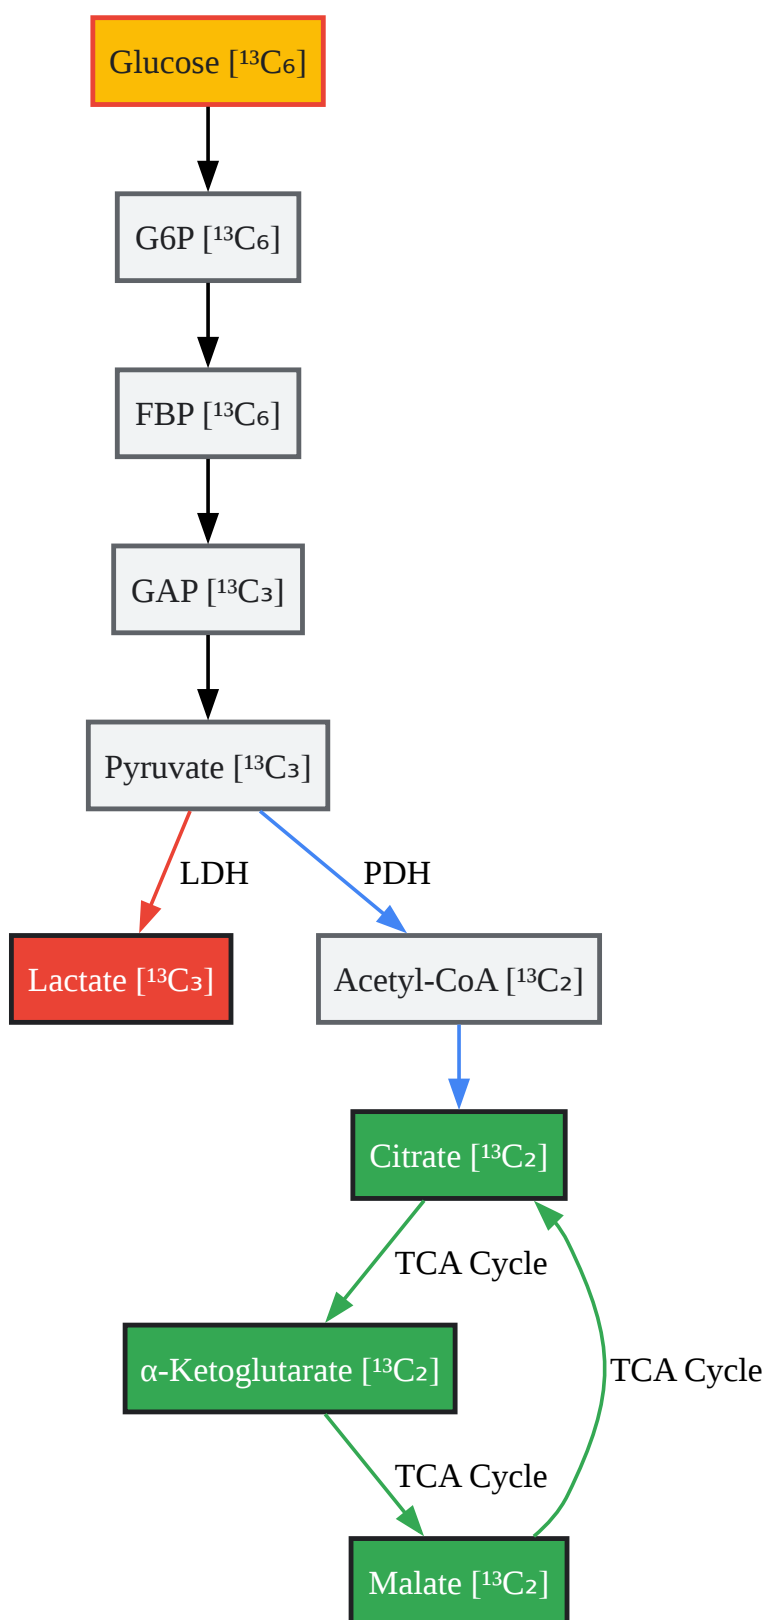 Glucose [¹³C₆]
G6P [¹³C₆]
FBP [¹³C₆]
GAP [¹³C₃]
Pyruvate [¹³C₃]
LDH
PDH
Lactate [¹³C₃]
Acetyl-CoA [¹³C₂]
Citrate [¹³C₂]
TCA Cycle
α-Ketoglutarate [¹³C₂]
TCA Cycle
TCA Cycle
Malate [¹³C₂]